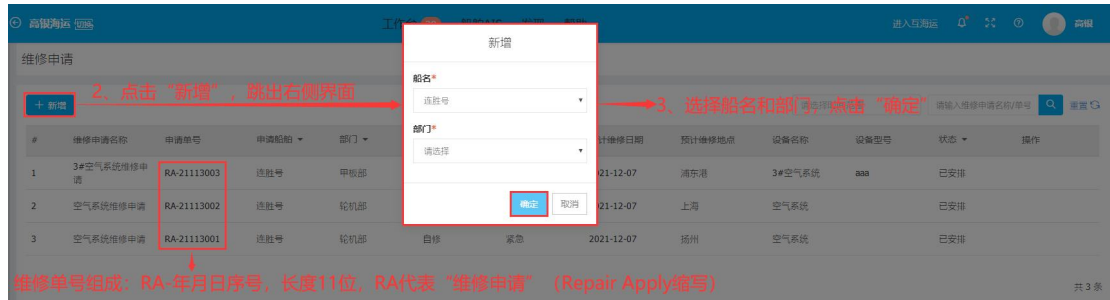 高银海运
工作台
发现
帮助
进入互海运
高银
维修申请
新增
船名*
连胜号
部门*
请选择
确定
取消
+ 新增
2、点击“新增”，跳出右侧界面
3、选择船名和部门，点击“确定”
请输入维修申请名称/单号
重置
# 维修申请名称 申请单号 申请船舶 部门 计维修日期 预计维修地点 设备名称 设备型号 状态 操作
1 3#空气系统维修申请 RA-21113003 连胜号 甲板部 21-12-07 浦东港 3#空气系统 aaa 已安排
2 空气系统维修申请 RA-21113002 连胜号 轮机部 21-12-07 上海 空气系统 已安排
3 空气系统维修申请 RA-21113001 连胜号 轮机部 自修 紧急 2021-12-07 扬州 空气系统 已安排
维修单号组成：RA-年月日序号，长度11位，RA代表“维修申请”（Repair Apply缩写）
共 3 条